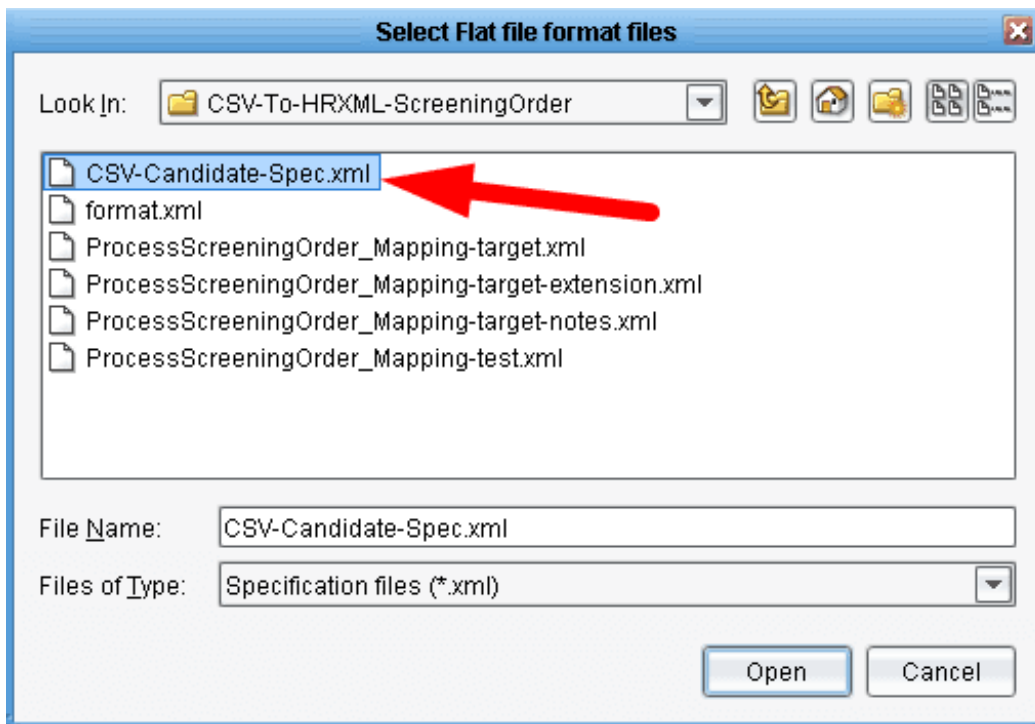 Select Flat file format files
Look In: CSV-To-HRXML-ScreeningOrder
CSV-Candidate-Spec.xml
format.xml
ProcessScreeningOrder_Mapping-target.xml
ProcessScreeningOrder_Mapping-target-extension.xml
ProcessScreeningOrder_Mapping-target-notes.xml
ProcessScreeningOrder_Mapping-test.xml
File Name: CSV-Candidate-Spec.xml
Files of Type: Specification files (*.xml)
Open Cancel